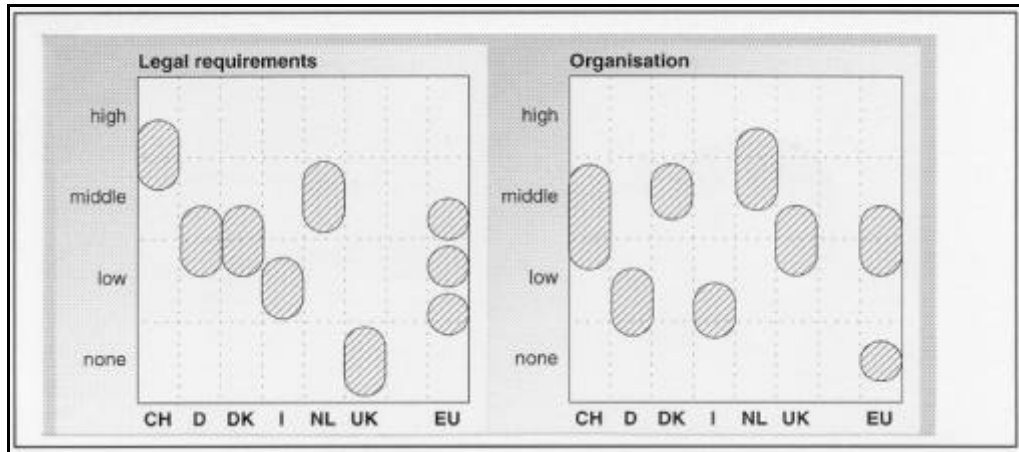 Legal requirements
high
middle
low
none
CH D DK I NL UK EU
Organisation
high
middle
low
none
CH D DK I NL UK EU